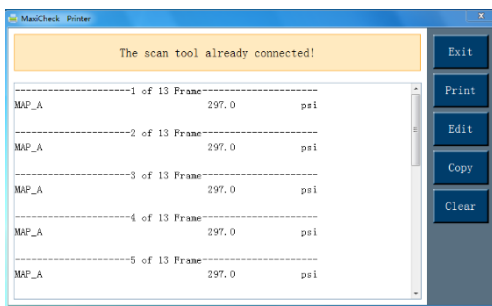 MaxiCheck Printer
x
The scan tool already connected!
Exit
Print
Edit
Copy
Clear
----------------------1 of 13 Frame----------------------
MAP_A 297.0 psi
----------------------2 of 13 Frame----------------------
MAP_A 297.0 psi
----------------------3 of 13 Frame----------------------
MAP_A 297.0 psi
----------------------4 of 13 Frame----------------------
MAP_A 297.0 psi
----------------------5 of 13 Frame----------------------
MAP_A 297.0 psi